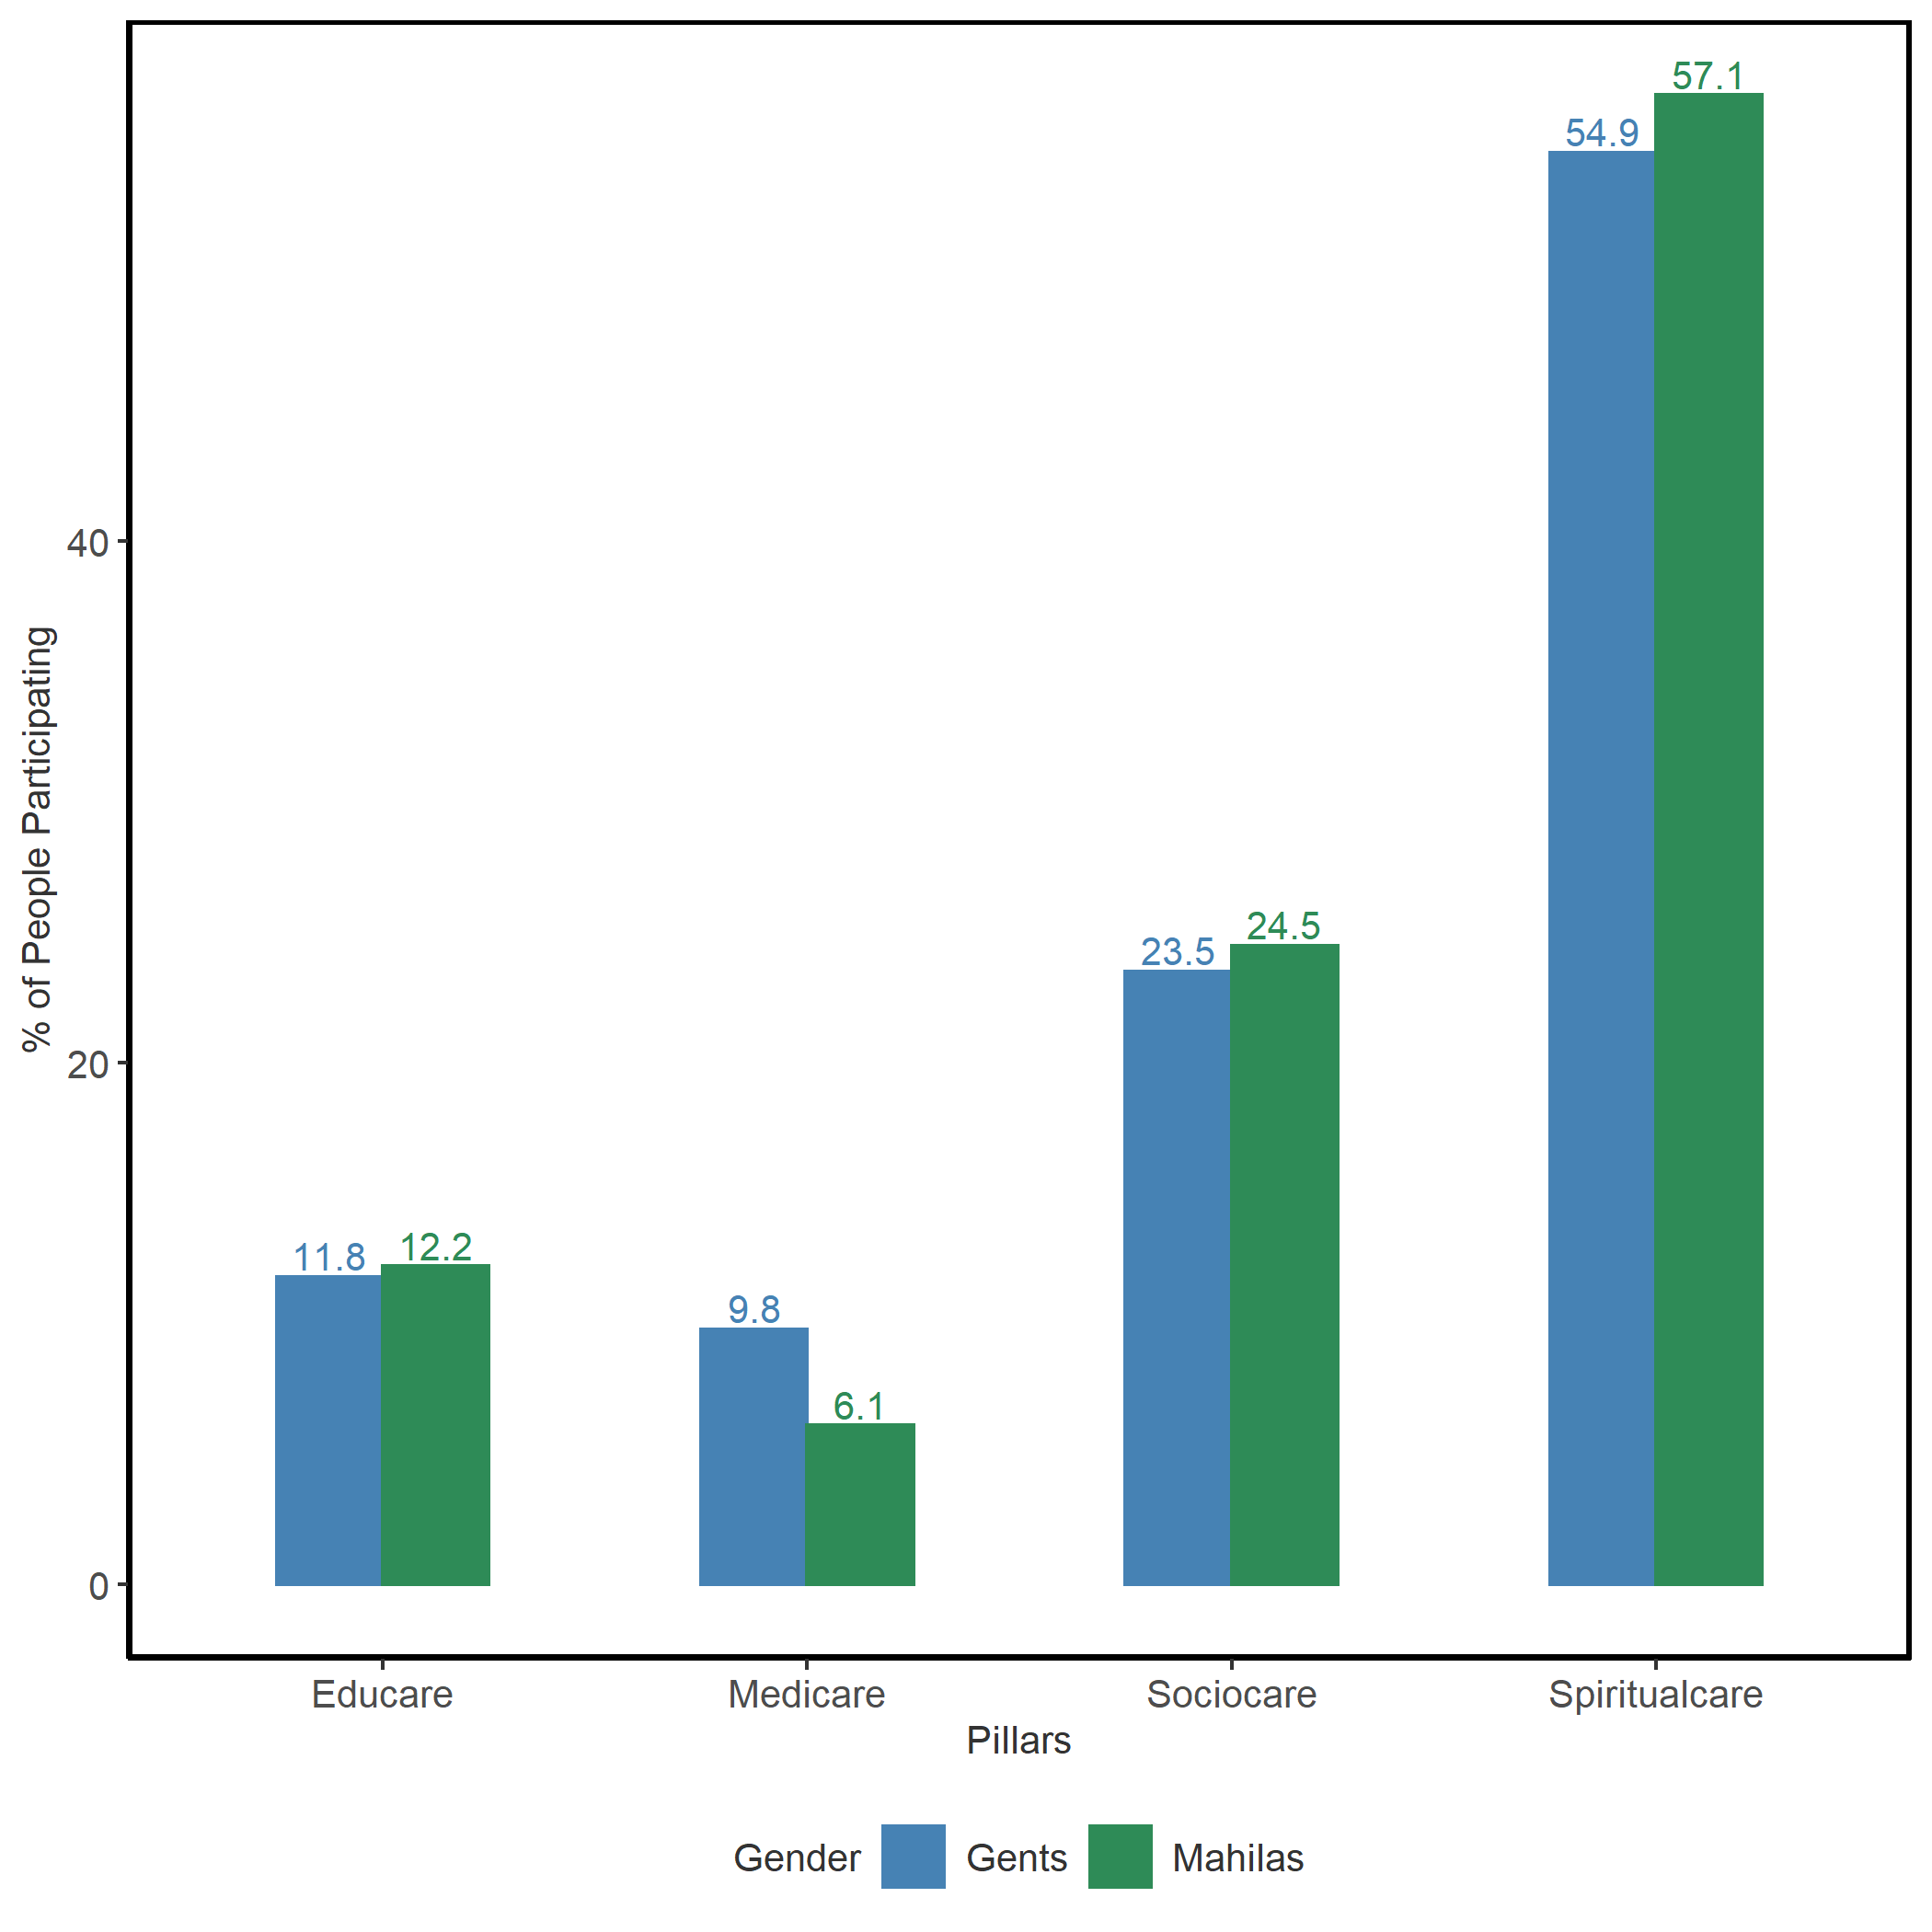 57.1
54.9
40
% of People Participating
24.5
23.5
20
12.2
11.8
9.8
6.1
0
Educare Medicare Sociocare Spiritualcare
Pillars
Gender Gents Mahilas